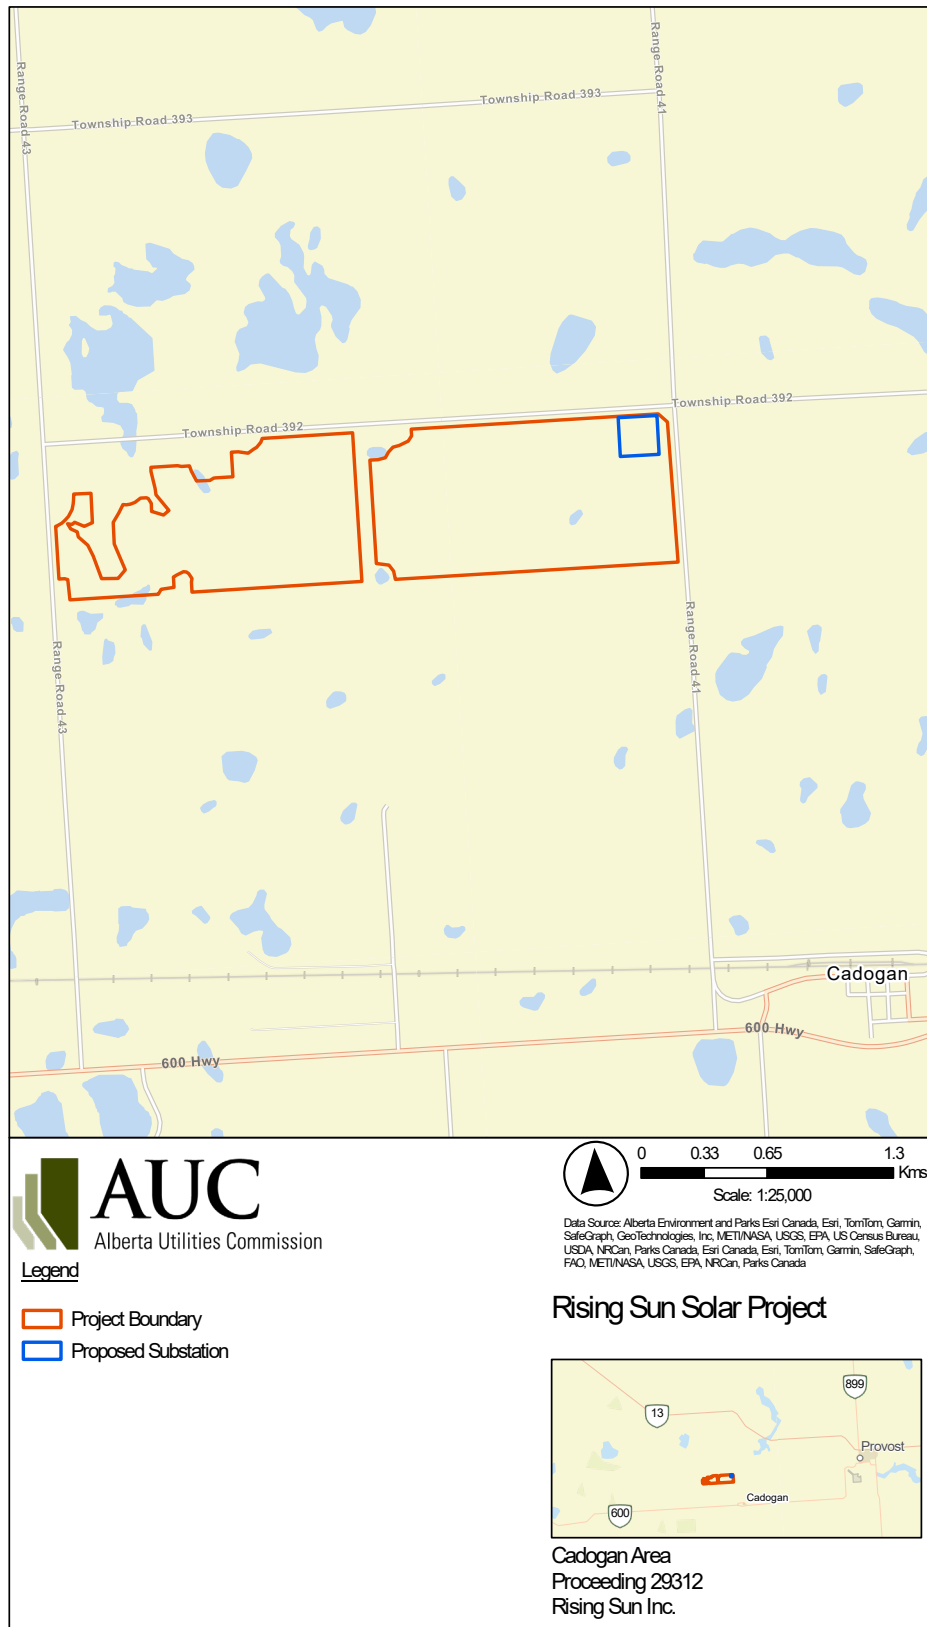 Range Road 41
Range Road 43
Township Road 393
Township Road 393
Township Road 392
Township Road 392
Range Road 41
Range Road 43
Cadogan
600 Hwy
600 Hwy
AUC
Alberta Utilities Commission
Legend
Project Boundary
Proposed Substation
0 0.33 0.65 1.3
Kms
Scale: 1:25,000
Data Source: Alberta Environment and Parks Esri Canada, Esri, TomTom, Garmin,
SafeGraph, GeoTechnologies, Inc, METI/NASA, USGS, EPA, US Census Bureau,
USDA, NRCan, Parks Canada, Esri Canada, Esri, TomTom, Garmin, SafeGraph,
FAO, METI/NASA, USGS, EPA, NRCan, Parks Canada
Rising Sun Solar Project
899
13
Provost
Cadogan
600
Cadogan Area
Proceeding 29312
Rising Sun Inc.